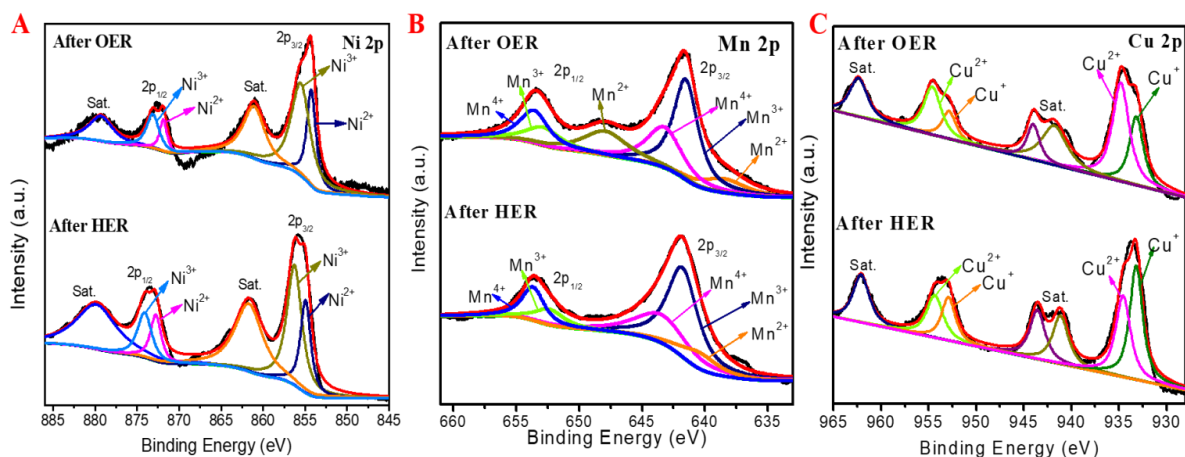 A
After OER
Ni 2p
2p3/2
Ni3+
2p1/2
Ni3+
Ni2+
Sat.
Sat.
Ni2+
After HER
2p3/2
2p1/2
Ni3+
Ni3+
Ni2+
Sat.
Sat.
Ni2+
885 880 875 870 865 860 855 850 845
Binding Energy (eV)
Intensity (a.u.)
B
After OER
Mn 2p
Mn3+
2p1/2
Mn2+
2p3/2
Mn4+
Mn4+
Mn3+
Mn2+
After HER
2p3/2
Mn3+
2p1/2
Mn4+
Mn4+
Mn3+
Mn2+
660 655 650 645 640 635
Binding Energy (eV)
Intensity (a.u.)
C
After OER
Cu 2p
Sat.
Cu2+
Cu+
Sat.
Cu2+
Cu+
After HER
Sat.
Cu2+
Cu+
Sat.
Cu2+
Cu+
965 960 955 950 945 940 935 930
Binding Energy (eV)
Intensity (a.u.)